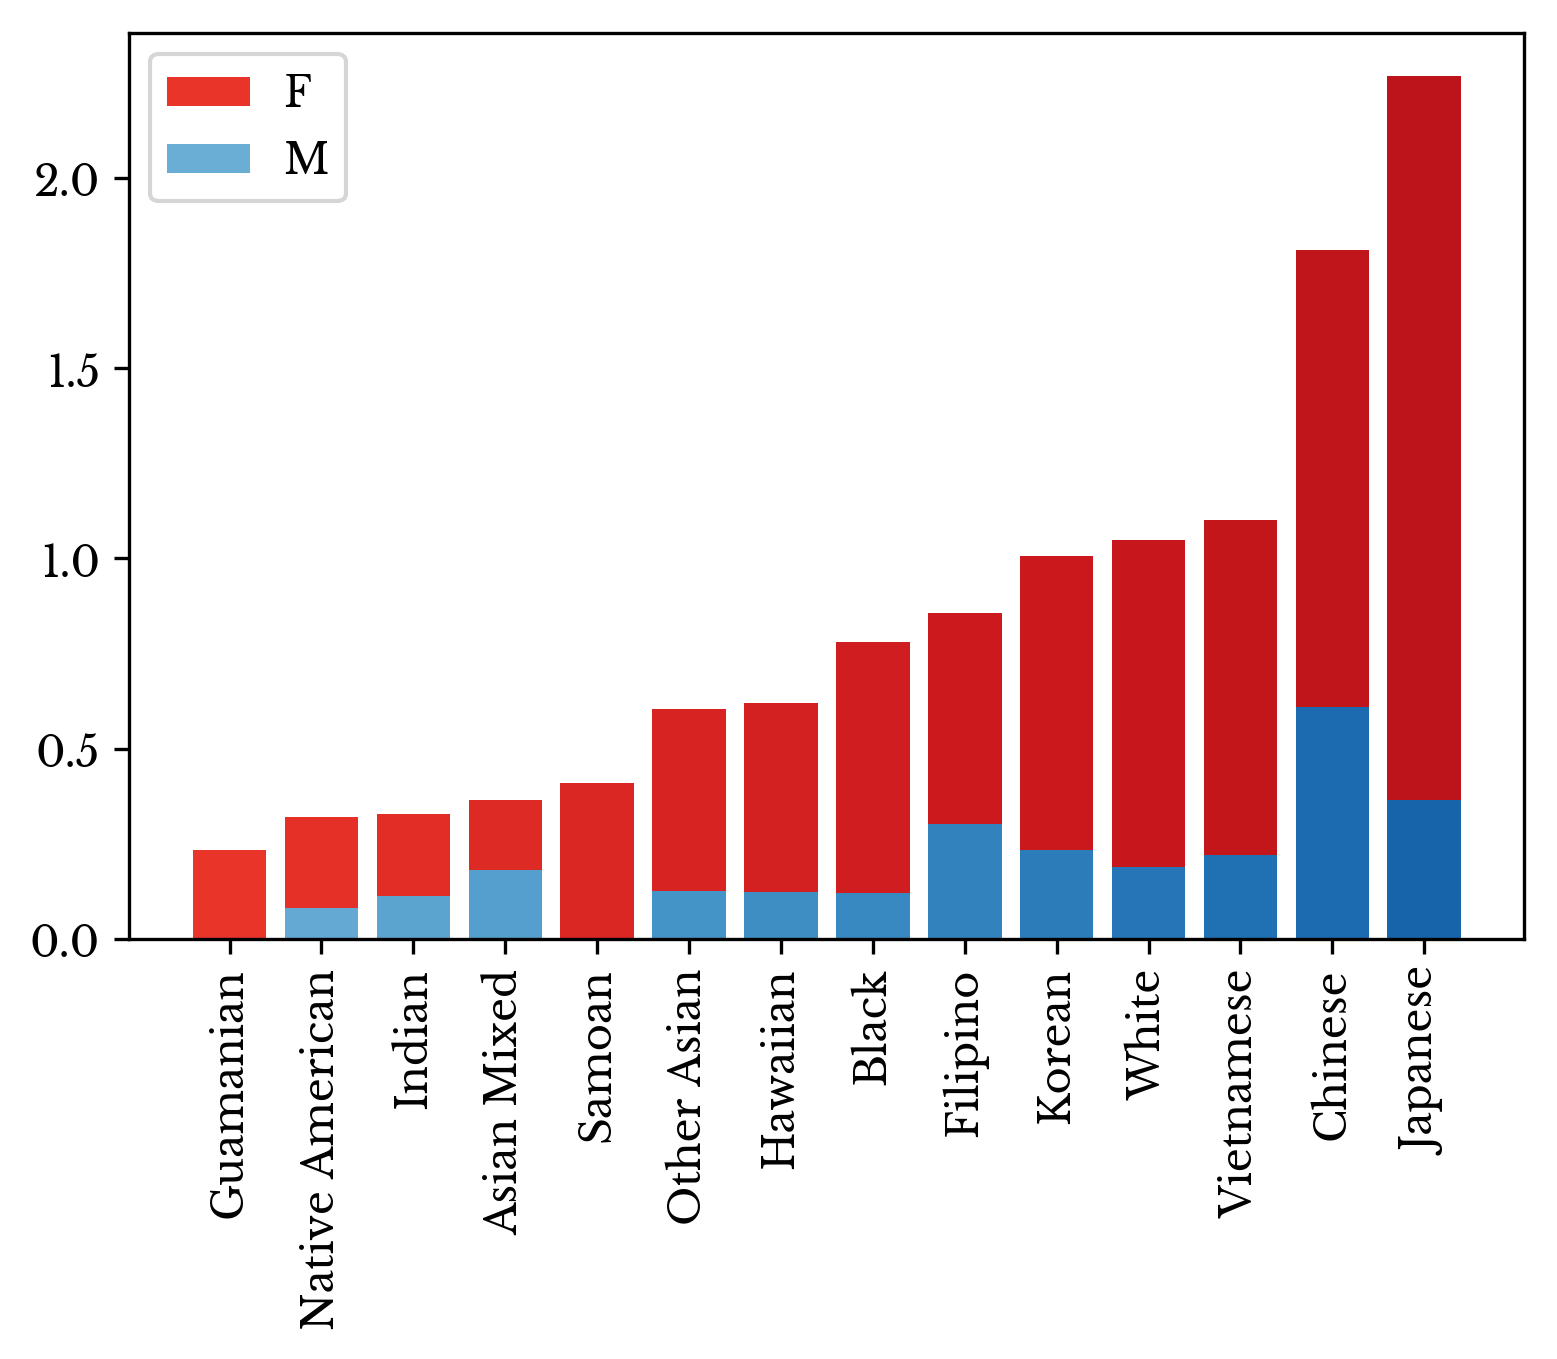 F
M
2.0
1.5
1.0
0.5
0.0
Guamanian
Native American
Indian
Asian Mixed
Samoan
Other Asian
Hawaiian
Black
Filipino
Korean
White
Vietnamese
Chinese
Japanese